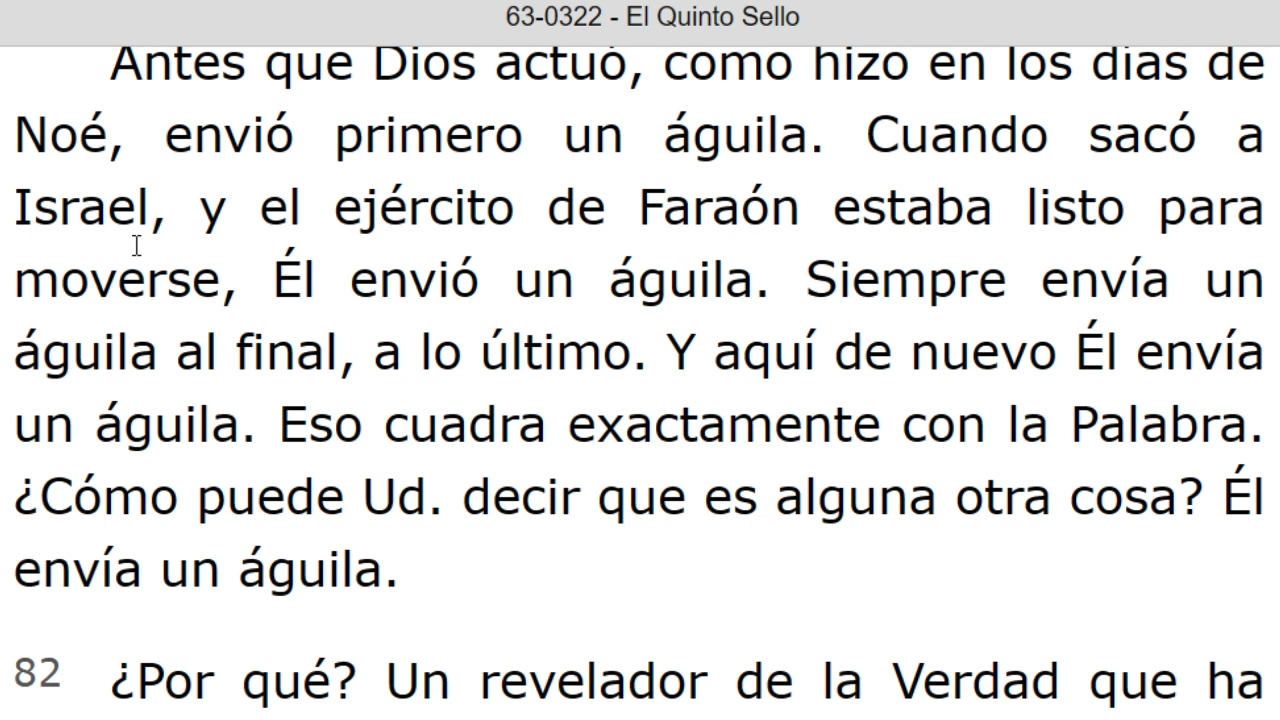 63-0322 - El Quinto Sello
Antes que Dios actuó, como hizo en los días de
Noé, envió primero un águila. Cuando sacó a
Israel, y el ejército de Faraón estaba listo para
moverse, Él envió un águila. Siempre envía un
águila al final, a lo último. Y aquí de nuevo Él envía
un águila. Eso cuadra exactamente con la Palabra.
¿Cómo puede Ud. decir que es alguna otra cosa? Él
envía un águila.
82 ¿Por qué? Un revelador de la Verdad que ha